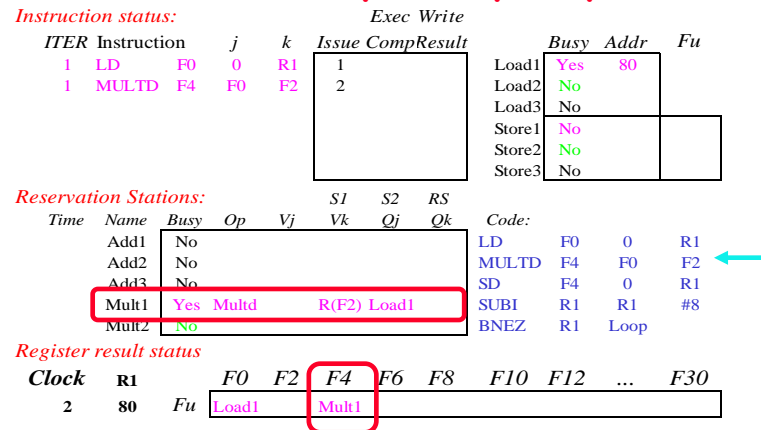 Instruction status: Exec Write
ITER Instruction j k Issue Comp Result Busy Addr Fu
1 LD F0 0 R1 1 Load1 Yes 80
1 MULTD F4 F0 F2 2 Load2 No
Load3 No
Store1 No
Store2 No
Store3 No
Reservation Stations: S1 S2 RS
Time Name Busy Op Vj Vk Qj Qk Code:
Add1 No LD F0 0 R1
Add2 No MULTD F4 F0 F2
Add3 No SD F4 0 R1
Mult1 Yes Multd R(F2) Load1 SUBI R1 R1 #8
Mult2 No BNEZ R1 Loop
Register result status
Clock R1 F0 F2 F4 F6 F8 F10 F12 ... F30
2 80 Fu Load1 Mult1